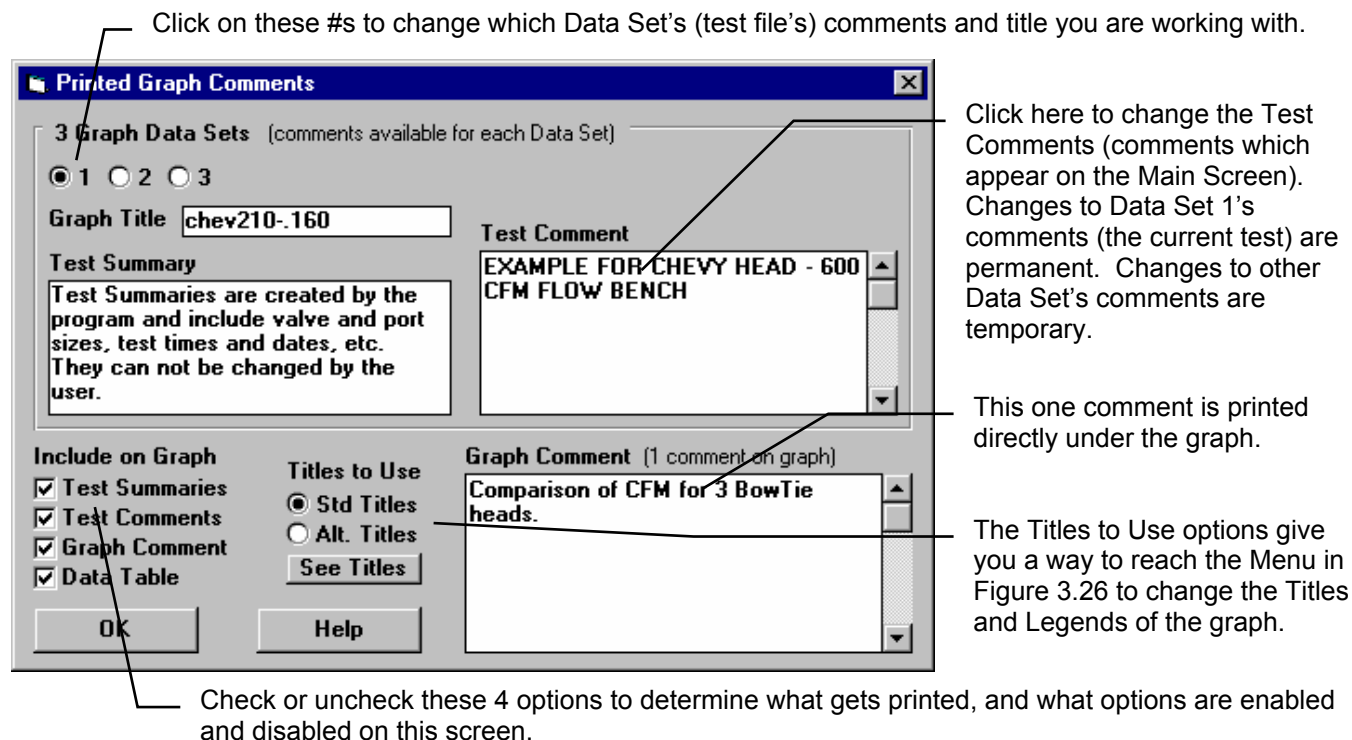 Click on these #s to change which Data Set's (test file's) comments and title you are working with.
Printed Graph Comments
3 Graph Data Sets (comments available for each Data Set)
1 2 3
Graph Title chev210-.160
Test Summary
Test Summaries are created by the
program and include valve and port
sizes, test times and dates, etc.
They can not be changed by the
user.
Test Comment
EXAMPLE FOR CHEVY HEAD - 600
CFM FLOW BENCH
Include on Graph
Test Summaries
Test Comments
Graph Comment
Data Table
Titles to Use
Std Titles
Alt. Titles
See Titles
Graph Comment (1 comment on graph)
Comparison of CFM for 3 BowTie
heads.
OK
Help
Click here to change the Test
Comments (comments which
appear on the Main Screen).
Changes to Data Set 1's
comments (the current test) are
permanent. Changes to other
Data Set's comments are
temporary.
This one comment is printed
directly under the graph.
The Titles to Use options give
you a way to reach the Menu in
Figure 3.26 to change the Titles
and Legends of the graph.
Check or uncheck these 4 options to determine what gets printed, and what options are enabled
and disabled on this screen.